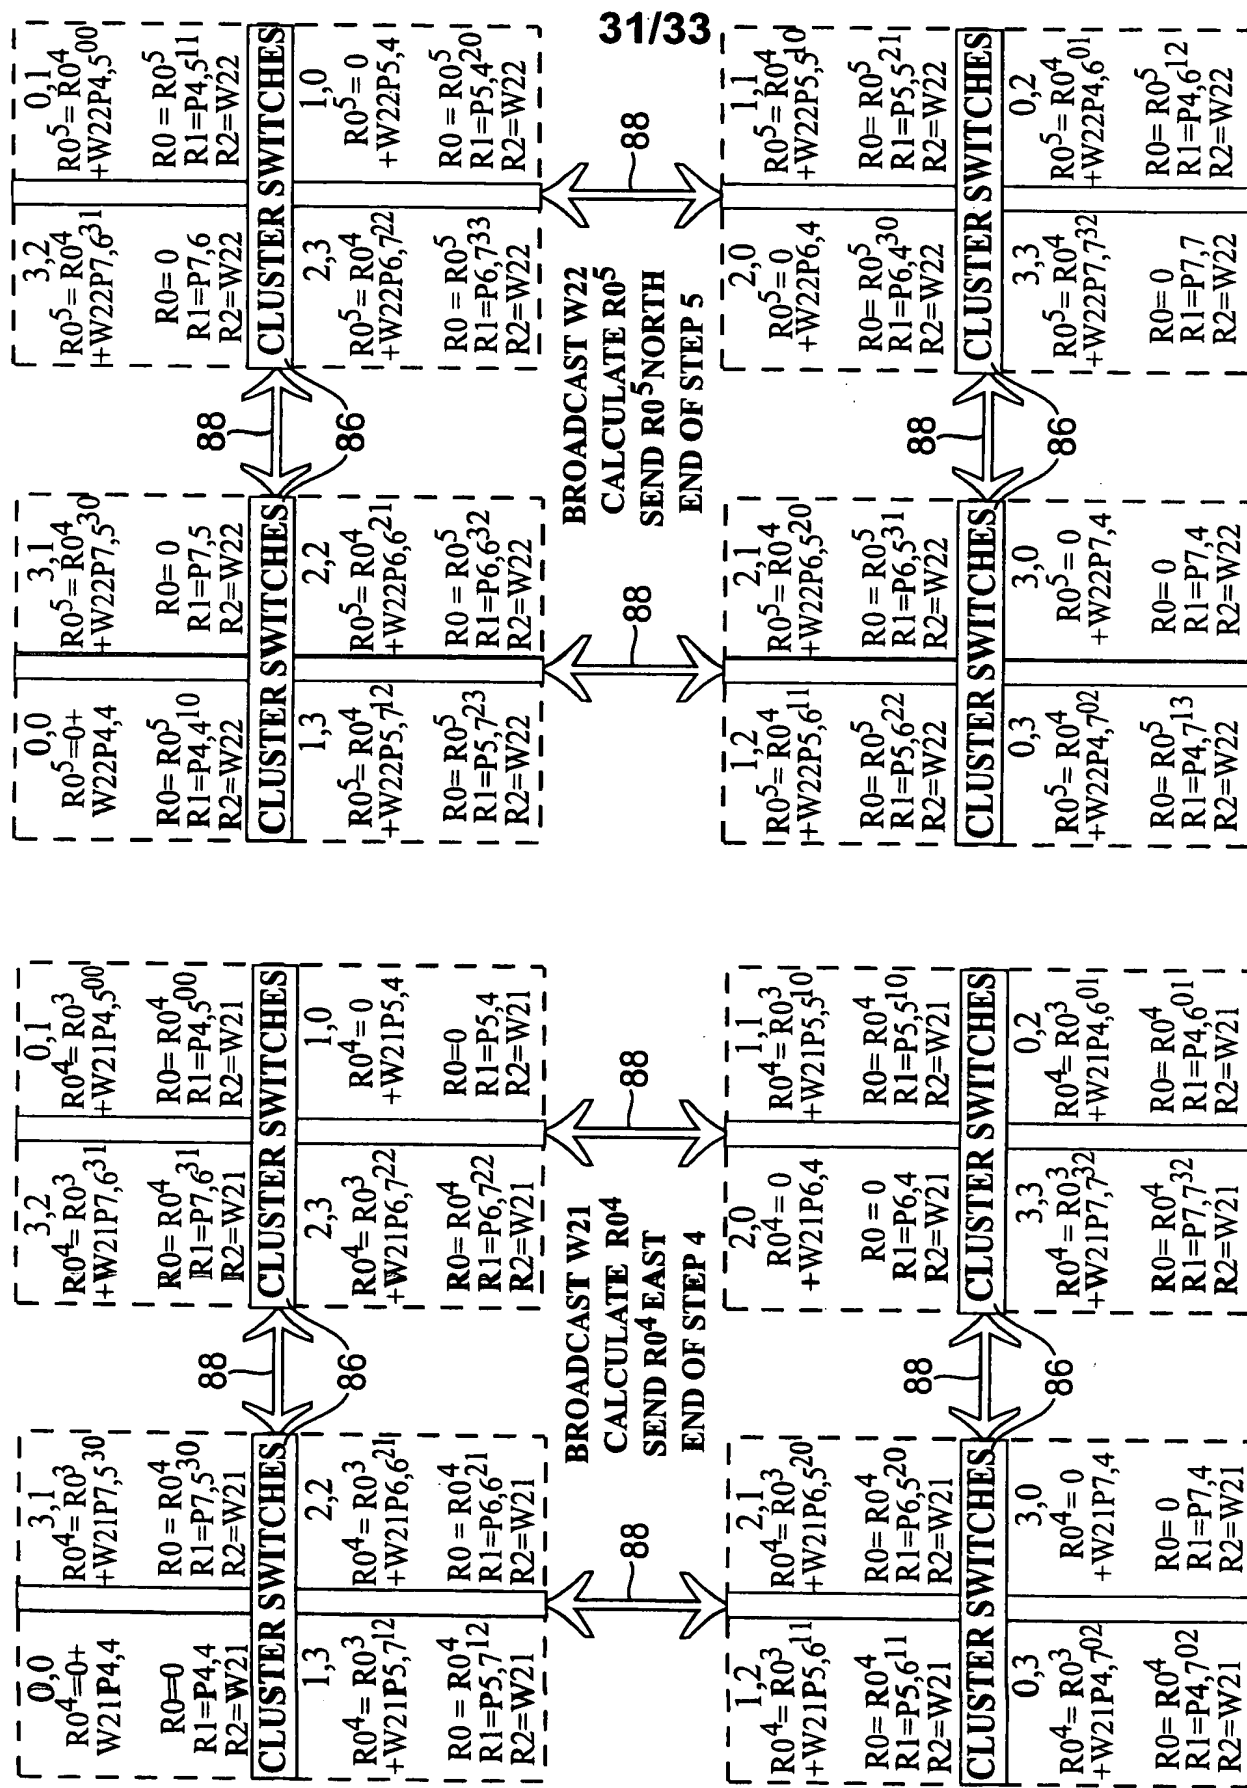 31/33
0,0
R0⁴=0+
W21P4,4
R0=0
R1=P4,4
R2=W21
3,1
R0⁴= R0³
+W21P7,5³⁰
R0 = R0⁴
R1=P7,5³⁰
R2=W21
CLUSTER SWITCHES
1,3
R0⁴= R0³
+W21P5,7¹²
R0 = R0⁴
R1=P5,7¹²
R2=W21
2,2
R0⁴= R0³
+W21P6,6²¹
R0 = R0⁴
R1=P6,6²¹
R2=W21
88
86
3,2
R0⁴= R0³
+W21P7,6³¹
R0= R0⁴
R1=P7,6³¹
R2=W21
0,1
R0⁴= R0³
+W21P4,5⁰⁰
R0= R0⁴
R1=P4,5⁰⁰
R2=W21
CLUSTER SWITCHES
2,3
R0⁴= R0³
+W21P6,7²²
R0= R0⁴
R1=P6,7²²
R2=W21
1,0
R0⁴= 0
+W21P5,4
R0=0
R1=P5,4
R2=W21
88
BROADCAST W21
CALCULATE R0⁴
SEND R0⁴ EAST
END OF STEP 4
88
1,2
R0⁴= R0³
+W21P5,6¹¹
R0= R0⁴
R1=P5,6¹¹
R2=W21
2,1
R0⁴= R0³
+W21P6,5²⁰
R0= R0⁴
R1=P6,5²⁰
R2=W21
CLUSTER SWITCHES
0,3
R0⁴= R0³
+W21P4,7⁰²
R0= R0⁴
R1=P4,7⁰²
R2=W21
3,0
R0⁴= 0
+W21P7,4
R0= 0
R1=P7,4
R2=W21
88
86
2,0
R0⁴= 0
+W21P6,4
R0 = 0
R1=P6,4
R2=W21
1,1
R0⁴= R0³
+W21P5,5¹⁰
R0= R0⁴
R1=P5,5¹⁰
R2=W21
CLUSTER SWITCHES
3,3
R0⁴= R0³
+W21P7,7³²
R0= R0⁴
R1=P7,7³²
R2=W21
0,2
R0⁴= R0³
+W21P4,6⁰¹
R0= R0⁴
R1=P4,6⁰¹
R2=W21
0,0
R0⁵=0+
W22P4,4
R0= R0⁵
R1=P4,4¹⁰
R2=W22
3,1
R0⁵= R0⁴
+W22P7,5³⁰
R0= 0
R1=P7,5
R2=W22
CLUSTER SWITCHES
1,3
R0⁵= R0⁴
+W22P5,7¹²
R0= R0⁵
R1=P5,7²³
R2=W22
2,2
R0⁵= R0⁴
+W22P6,6²¹
R0 = R0⁵
R1=P6,6³²
R2=W22
88
86
3,2
R0⁵= R0⁴
+W22P7,6³¹
R0= 0
R1=P7,6
R2=W22
0,1
R0⁵= R0⁴
+W22P4,5⁰⁰
R0 = R0⁵
R1=P4,5¹¹
R2=W22
CLUSTER SWITCHES
2,3
R0⁵= R0⁴
+W22P6,7²²
R0 = R0⁵
R1=P6,7³³
R2=W22
1,0
R0⁵= 0
+W22P5,4
R0 = R0⁵
R1=P5,4²⁰
R2=W22
88
BROADCAST W22
CALCULATE R0⁵
SEND R0⁵ NORTH
END OF STEP 5
88
1,2
R0⁵= R0⁴
+W22P5,6¹¹
R0= R0⁵
R1=P5,6²²
R2=W22
2,1
R0⁵= R0⁴
+W22P6,5²⁰
R0= R0⁵
R1=P6,5³¹
R2=W22
CLUSTER SWITCHES
0,3
R0⁵= R0⁴
+W22P4,7⁰²
R0= R0⁵
R1=P4,7¹³
R2=W22
3,0
R0⁵= 0
+W22P7,4
R0= 0
R1=P7,4
R2=W22
88
86
2,0
R0⁵= 0
+W22P6,4
R0= R0⁵
R1=P6,4³⁰
R2=W22
1,1
R0⁵= R0⁴
+W22P5,5¹⁰
R0= R0⁵
R1=P5,5²¹
R2=W22
CLUSTER SWITCHES
3,3
R0⁵= R0⁴
+W22P7,7³²
R0= 0
R1=P7,7
R2=W22
0,2
R0⁵= R0⁴
+W22P4,6⁰¹
R0= R0⁵
R1=P4,6¹²
R2=W22